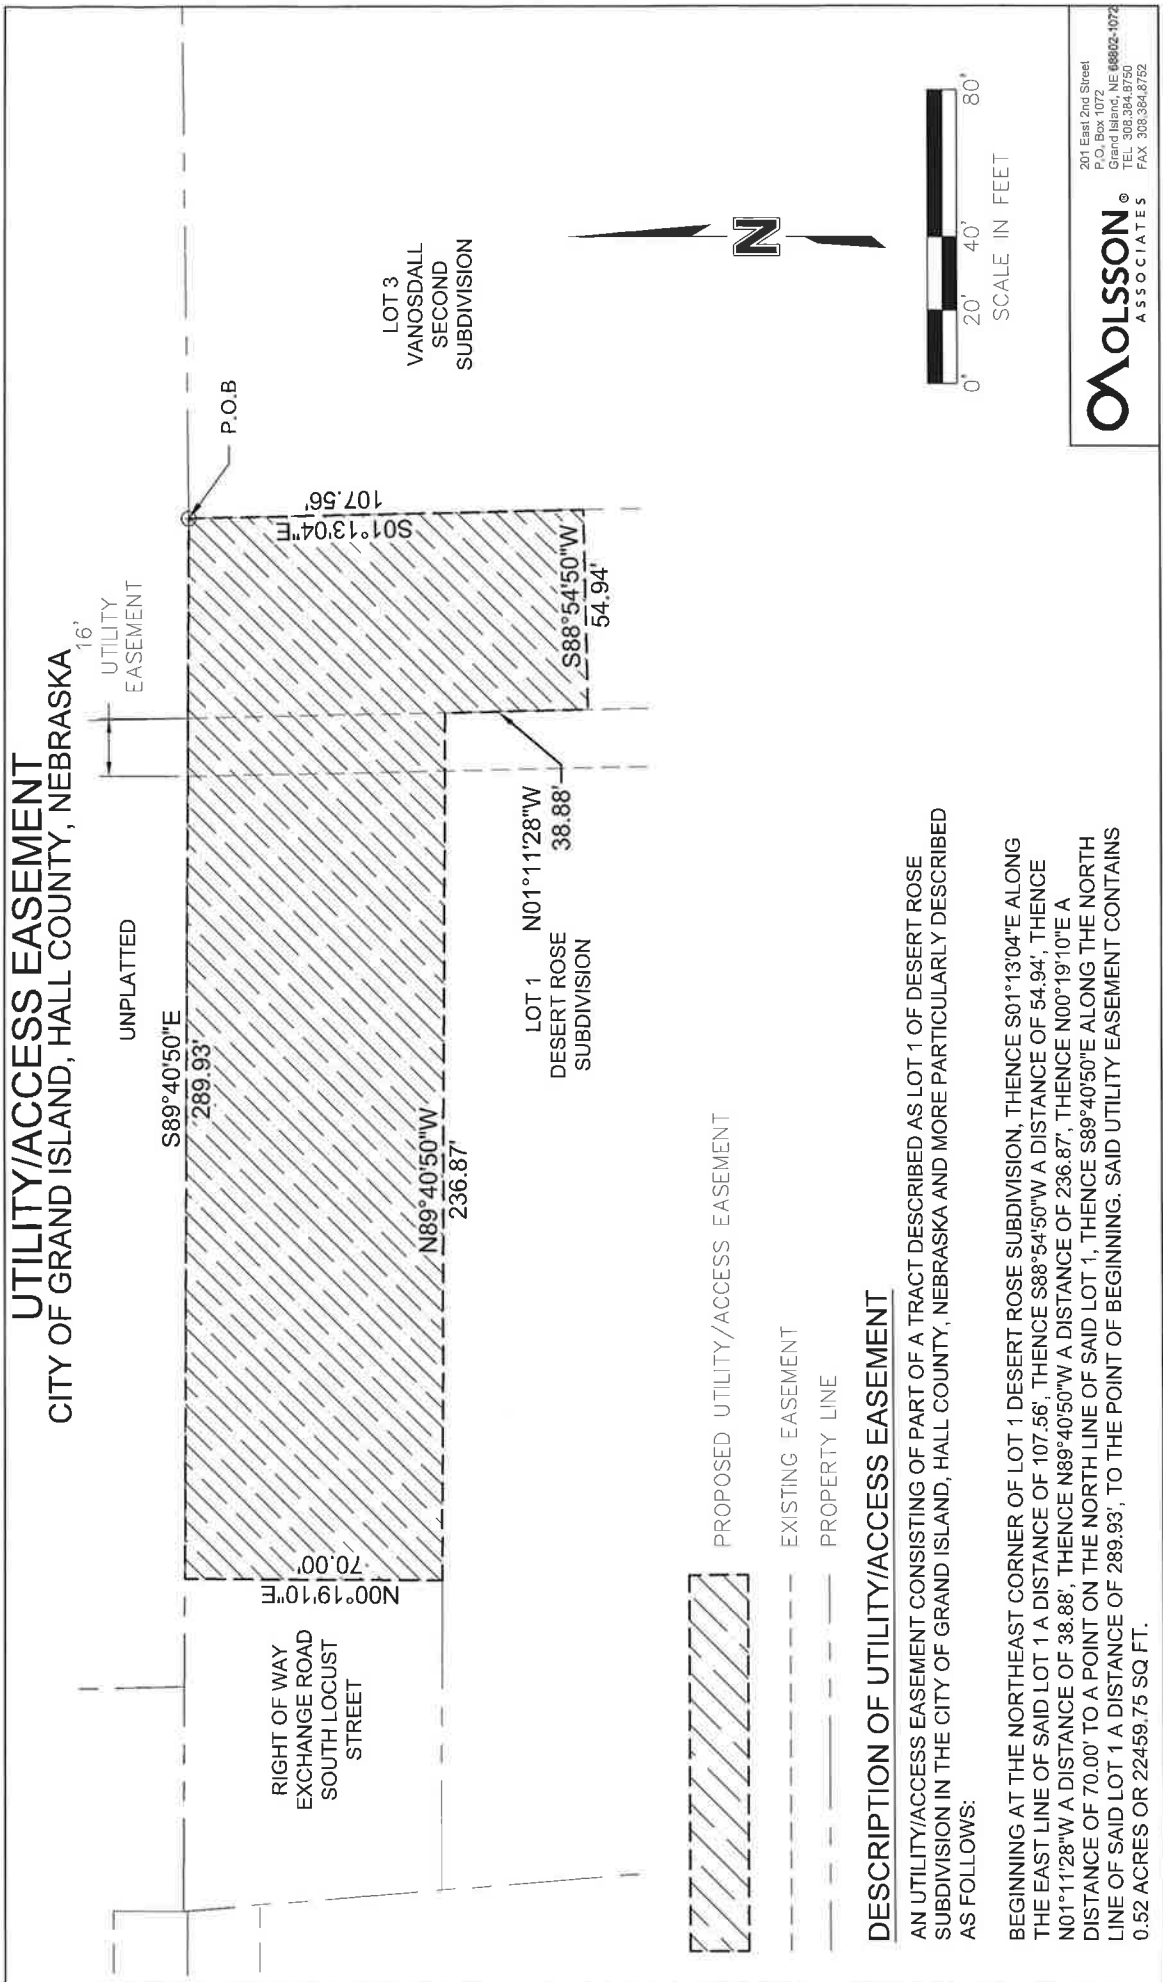 UTILITY/ACCESS EASEMENT
CITY OF GRAND ISLAND, HALL COUNTY, NEBRASKA
16'
UTILITY
EASEMENT
UNPLATTED
S89°40'50"E
289.93'
P.O.B
N00°19'10"E
70.00'
S01°13'04"E
107.56'
RIGHT OF WAY
EXCHANGE ROAD
SOUTH LOCUST
STREET
N89°40'50"W
236.87'
LOT 3
VANOSDALL
SECOND
SUBDIVISION
S88°54'50"W
54.94'
N01°11'28"W
38.88'
LOT 1
DESERT ROSE
SUBDIVISION
N
PROPOSED UTILITY/ACCESS EASEMENT
EXISTING EASEMENT
PROPERTY LINE
0' 20' 40' 80'
SCALE IN FEET
DESCRIPTION OF UTILITY/ACCESS EASEMENT
AN UTILITY/ACCESS EASEMENT CONSISTING OF PART OF A TRACT DESCRIBED AS LOT 1 OF DESERT ROSE
SUBDIVISION IN THE CITY OF GRAND ISLAND, HALL COUNTY, NEBRASKA AND MORE PARTICULARLY DESCRIBED
AS FOLLOWS:
BEGINNING AT THE NORTHEAST CORNER OF LOT 1 DESERT ROSE SUBDIVISION, THENCE S01°13'04"E ALONG
THE EAST LINE OF SAID LOT 1 A DISTANCE OF 107.56', THENCE S88°54'50"W A DISTANCE OF 54.94', THENCE
N01°11'28"W A DISTANCE OF 38.88', THENCE N89°40'50"W A DISTANCE OF 236.87', THENCE N00°19'10"E A
DISTANCE OF 70.00' TO A POINT ON THE NORTH LINE OF SAID LOT 1, THENCE S89°40'50"E ALONG THE NORTH
LINE OF SAID LOT 1 A DISTANCE OF 289.93', TO THE POINT OF BEGINNING. SAID UTILITY EASEMENT CONTAINS
0.52 ACRES OR 22459.75 SQ FT.
OLSSON ®
ASSOCIATES
201 East 2nd Street
P.O. Box 1072
Grand Island, NE 68802-1072
TEL 308.384.8750
FAX 308.384.8752